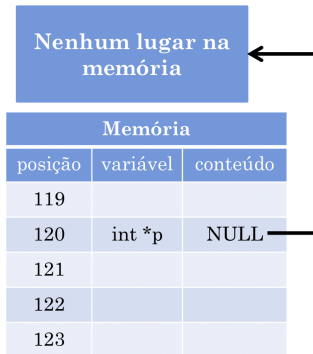 Nenhum lugar na
memória
Memória
posição variável conteúdo
119
120 int *p NULL
121
122
123